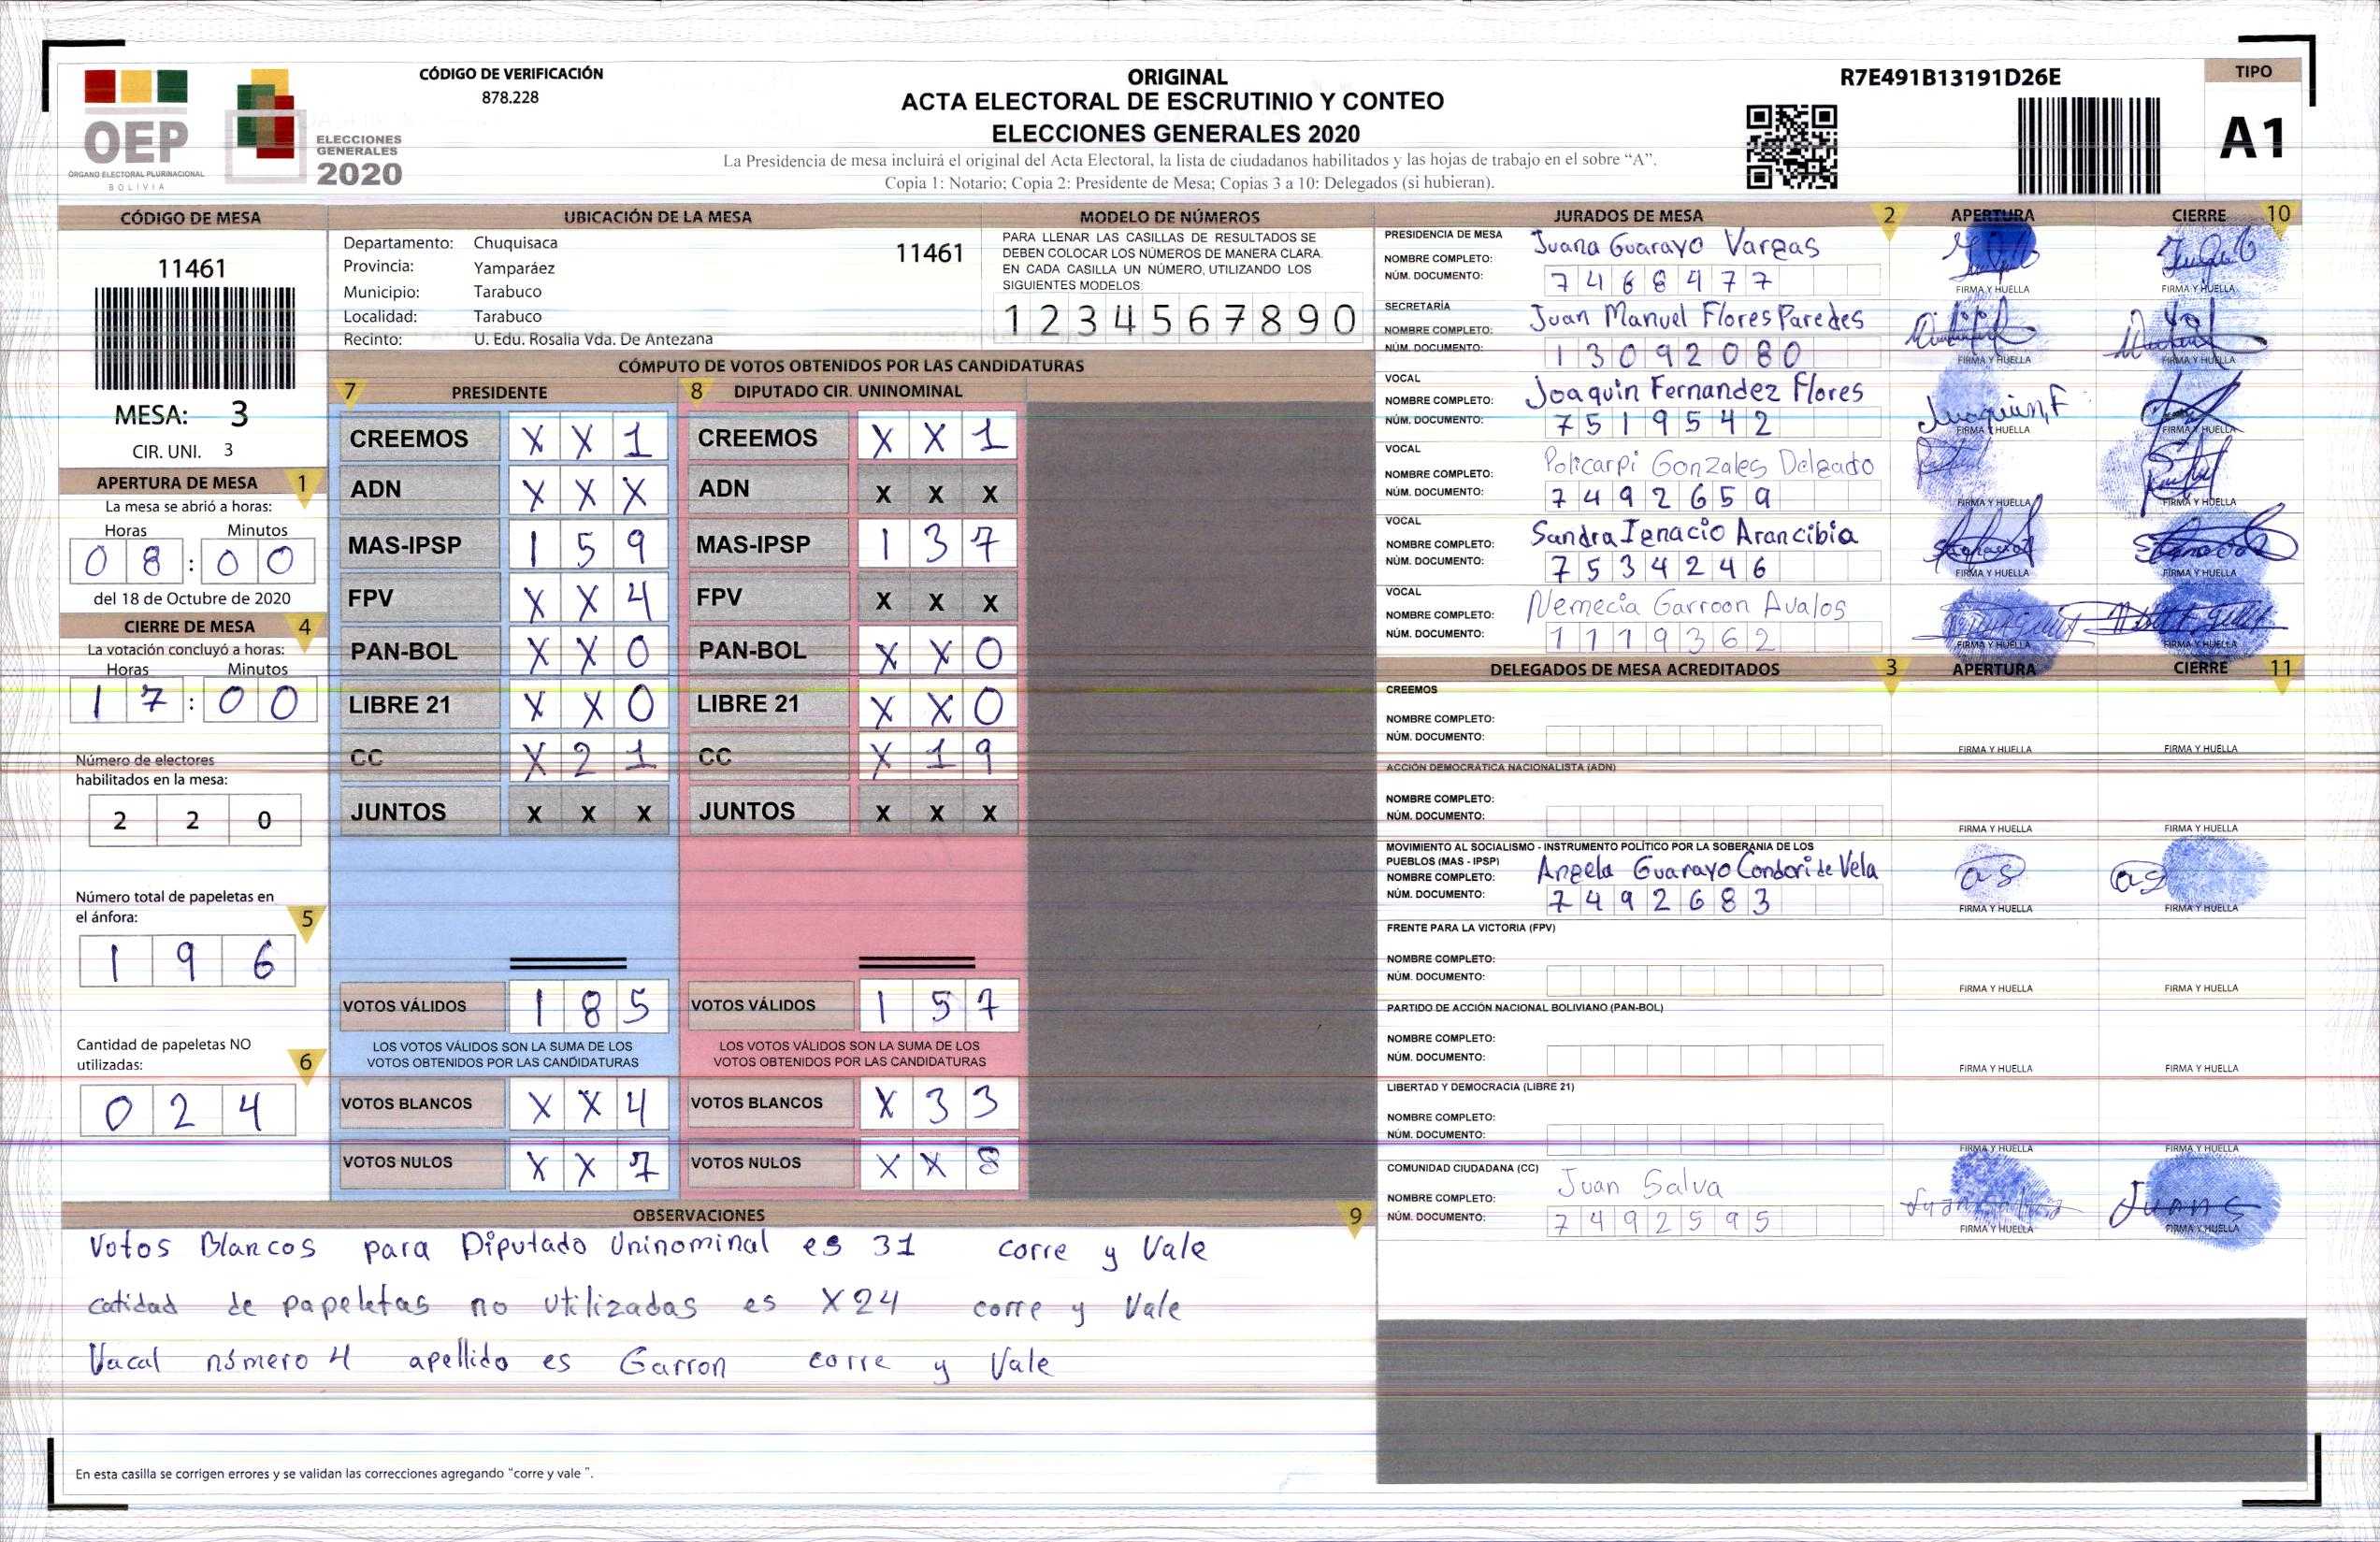 CÓDIGO DE VERIFICACIÓN
878.228
ORIGINAL
ACTA ELECTORAL DE ESCRUTINIO Y CONTEO
ELECCIONES GENERALES 2020
La Presidencia de mesa incluirá el original del Acta Electoral, la lista de ciudadanos habilitados y las hojas de trabajo en el sobre “A”.
Copia 1: Notario; Copia 2: Presidente de Mesa; Copias 3 a 10: Delegados (si hubieran).
R7E491B13191D26E
TIPO
A1
OEP
ÓRGANO ELECTORAL PLURINACIONAL
BOLIVIA
ELECCIONES
GENERALES
2020
CÓDIGO DE MESA
11461
MESA: 3
CIR. UNI. 3
APERTURA DE MESA 1
La mesa se abrió a horas:
Horas Minutos
0 8 : 0 0
del 18 de Octubre de 2020
CIERRE DE MESA 4
La votación concluyó a horas:
Horas Minutos
1 7 : 0 0
Número de electores
habilitados en la mesa:
2 2 0
Número total de papeletas en
el ánfora: 5
1 9 6
Cantidad de papeletas NO
utilizadas: 6
0 2 4
UBICACIÓN DE LA MESA
Departamento: Chuquisaca 11461
Provincia: Yamparáez
Municipio: Tarabuco
Localidad: Tarabuco
Recinto: U. Edu. Rosalia Vda. De Antezana
MODELO DE NÚMEROS
PARA LLENAR LAS CASILLAS DE RESULTADOS SE
DEBEN COLOCAR LOS NÚMEROS DE MANERA CLARA.
EN CADA CASILLA UN NÚMERO, UTILIZANDO LOS
SIGUIENTES MODELOS
1 2 3 4 5 6 7 8 9 0
CÓMPUTO DE VOTOS OBTENIDOS POR LAS CANDIDATURAS
7 PRESIDENTE 8 DIPUTADO CIR. UNINOMINAL
CREEMOS X X 1 CREEMOS X X 1
ADN X X X ADN X X X
MAS-IPSP 1 5 9 MAS-IPSP 1 3 7
FPV X X 4 FPV X X X
PAN-BOL X X 0 PAN-BOL X X 0
LIBRE 21 X X 0 LIBRE 21 X X 0
CC X 2 1 CC X 1 9
JUNTOS X X X JUNTOS X X X
VOTOS VÁLIDOS 1 8 5 VOTOS VÁLIDOS 1 5 7
LOS VOTOS VÁLIDOS SON LA SUMA DE LOS LOS VOTOS VÁLIDOS SON LA SUMA DE LOS
VOTOS OBTENIDOS POR LAS CANDIDATURAS VOTOS OBTENIDOS POR LAS CANDIDATURAS
VOTOS BLANCOS X X 4 VOTOS BLANCOS X 3 3
VOTOS NULOS X X 7 VOTOS NULOS X X 8
OBSERVACIONES 9
Votos Blancos para Diputado Uninominal es 31 corre y Vale
catidad de papeletas no utilizadas es X24 corre y Vale
Vacal número 4 apellido es Garron corre y Vale
En esta casilla se corrigen errores y se validan las correcciones agregando “corre y vale ”.
JURADOS DE MESA 2 APERTURA CIERRE 10
PRESIDENCIA DE MESA
NOMBRE COMPLETO: Juana Guarayo Vargas
NÚM. DOCUMENTO: 7 4 6 8 4 7 7
FIRMA Y HUELLA FIRMA Y HUELLA
SECRETARÍA
NOMBRE COMPLETO: Juan Manuel Flores Paredes
NÚM. DOCUMENTO: 1 3 0 9 2 0 8 0
FIRMA Y HUELLA FIRMA Y HUELLA
VOCAL
NOMBRE COMPLETO: Joaquin Fernandez Flores
NÚM. DOCUMENTO: 7 5 1 9 5 4 2
Juaquin, F
FIRMA Y HUELLA FIRMA Y HUELLA
VOCAL
NOMBRE COMPLETO: Policarpi Gonzales Delgado
NÚM. DOCUMENTO: 7 4 9 2 6 5 9
FIRMA Y HUELLA FIRMA Y HUELLA
VOCAL
NOMBRE COMPLETO: Sandra Ignacio Arancibia
NÚM. DOCUMENTO: 7 5 3 4 2 4 6
FIRMA Y HUELLA FIRMA Y HUELLA
VOCAL
NOMBRE COMPLETO: Nemecia Garroon Avalos
NÚM. DOCUMENTO: 1 1 1 9 3 6 2
FIRMA Y HUELLA FIRMA Y HUELLA
DELEGADOS DE MESA ACREDITADOS 3 APERTURA CIERRE 11
CREEMOS
NOMBRE COMPLETO:
NÚM. DOCUMENTO:
FIRMA Y HUELLA FIRMA Y HUELLA
ACCIÓN DEMOCRÁTICA NACIONALISTA (ADN)
NOMBRE COMPLETO:
NÚM. DOCUMENTO:
FIRMA Y HUELLA FIRMA Y HUELLA
MOVIMIENTO AL SOCIALISMO - INSTRUMENTO POLÍTICO POR LA SOBERANIA DE LOS
PUEBLOS (MAS - IPSP)
NOMBRE COMPLETO: Angela Guarayo Condori de Vela
NÚM. DOCUMENTO: 7 4 9 2 6 8 3
as as
FIRMA Y HUELLA FIRMA Y HUELLA
FRENTE PARA LA VICTORIA (FPV)
NOMBRE COMPLETO:
NÚM. DOCUMENTO:
FIRMA Y HUELLA FIRMA Y HUELLA
PARTIDO DE ACCIÓN NACIONAL BOLIVIANO (PAN-BOL)
NOMBRE COMPLETO:
NÚM. DOCUMENTO:
FIRMA Y HUELLA FIRMA Y HUELLA
LIBERTAD Y DEMOCRACIA (LIBRE 21)
NOMBRE COMPLETO:
NÚM. DOCUMENTO:
FIRMA Y HUELLA FIRMA Y HUELLA
COMUNIDAD CIUDADANA (CC)
NOMBRE COMPLETO: Juan Salva
NÚM. DOCUMENTO: 7 4 9 2 5 9 5
Juan S
FIRMA Y HUELLA FIRMA Y HUELLA